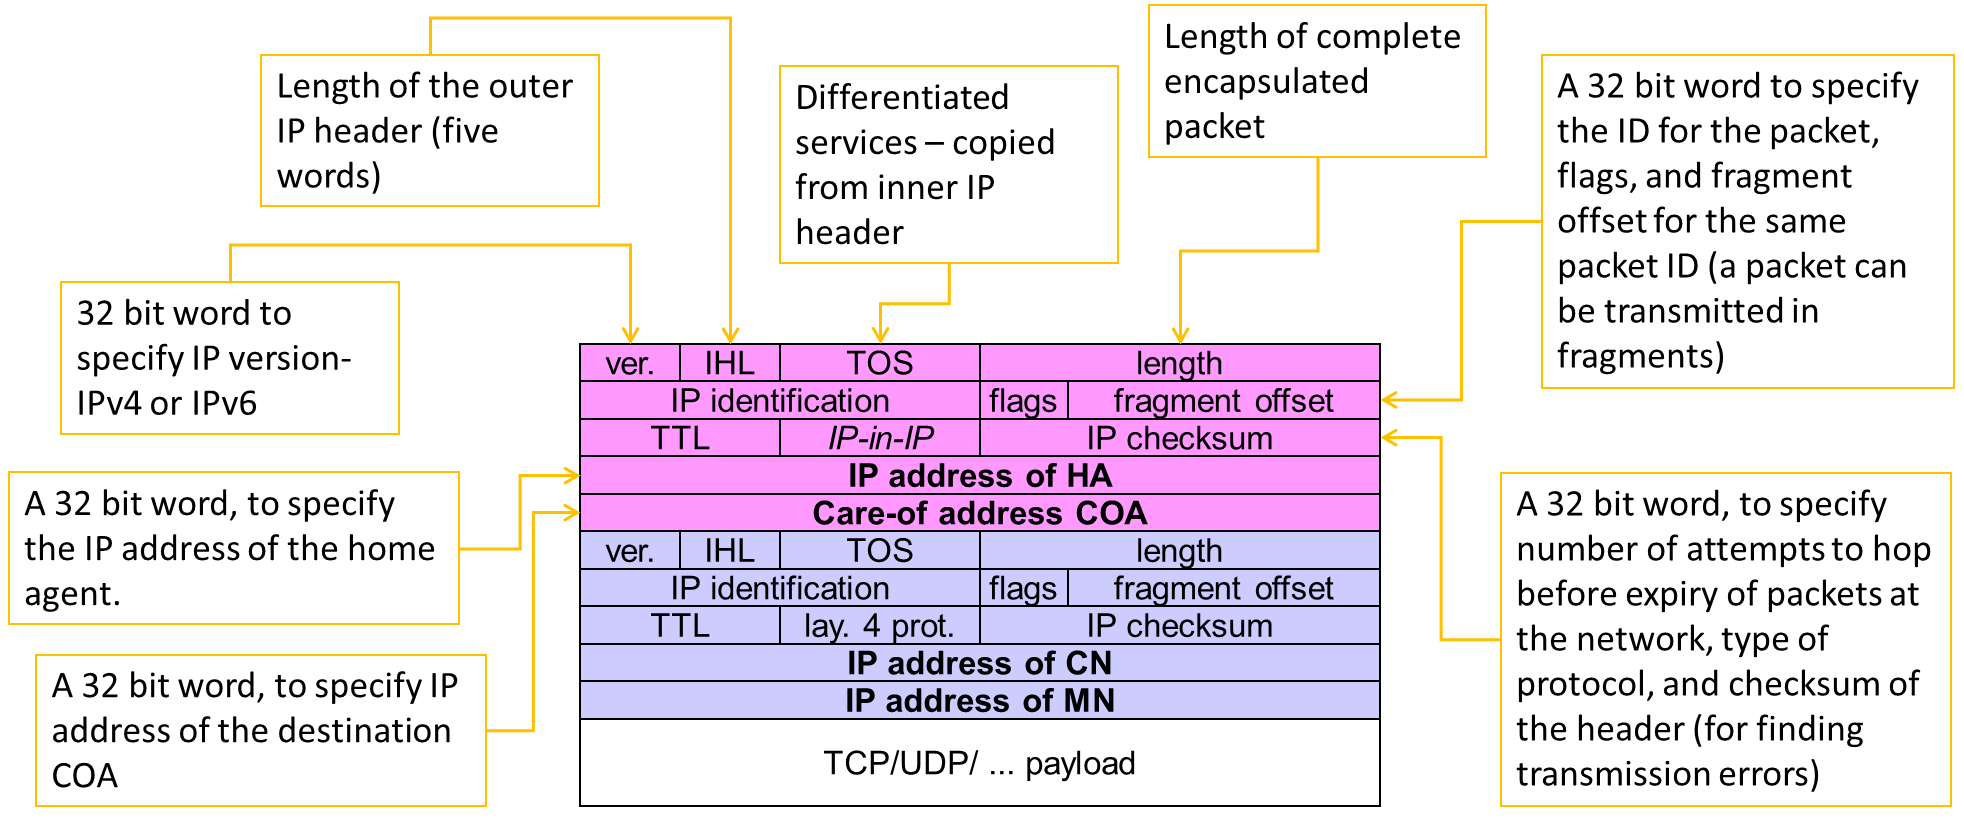 Length of the outer
IP header (five
words)
Differentiated
services – copied
from inner IP
header
Length of complete
encapsulated
packet
A 32 bit word to specify
the ID for the packet,
flags, and fragment
offset for the same
packet ID (a packet can
be transmitted in
fragments)
32 bit word to
specify IP version-
IPv4 or IPv6
A 32 bit word, to specify
the IP address of the home
agent.
A 32 bit word, to specify IP
address of the destination
COA
ver. IHL TOS length
IP identification flags fragment offset
TTL IP-in-IP IP checksum
IP address of HA
Care-of address COA
ver. IHL TOS length
IP identification flags fragment offset
TTL lay. 4 prot. IP checksum
IP address of CN
IP address of MN
TCP/UDP/ ... payload
A 32 bit word, to specify
number of attempts to hop
before expiry of packets at
the network, type of
protocol, and checksum of
the header (for finding
transmission errors)